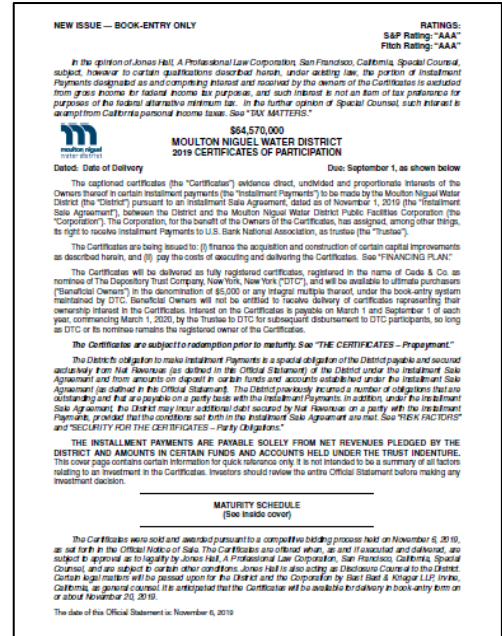 NEW ISSUE — BOOK-ENTRY ONLY
RATINGS:
S&P Rating: "AAA"
Fitch Rating: "AAA"
In the opinion of Jones Hall, A Professional Law Corporation, San Francisco, California, Special Counsel,
subject, however to certain qualifications described herein, under existing law, the portion of Installment
Payments designated as and comprising interest and received by the owners of the Certificates is excluded
from gross income for federal income tax purposes, and such interest is not an item of tax preference for
purposes of the federal alternative minimum tax. In the further opinion of Special Counsel, such interest is
exempt from California personal income taxes. See "TAX MATTERS."
moulton niguel
water district
$64,570,000
MOULTON NIGUEL WATER DISTRICT
2019 CERTIFICATES OF PARTICIPATION
Dated: Date of Delivery
Due: September 1, as shown below
The captioned certificates (the "Certificates") evidence direct, undivided and proportionate interests of the
Owners thereof in certain installment payments (the "Installment Payments") to be made by the Moulton Niguel Water
District (the "District") pursuant to an Installment Sale Agreement, dated as of November 1, 2019 (the "Installment
Sale Agreement"), between the District and the Moulton Niguel Water District Public Facilities Corporation (the
"Corporation"). The Corporation, for the benefit of the Owners of the Certificates, has assigned, among other things,
its right to receive Installment Payments to U.S. Bank National Association, as trustee (the "Trustee").
The Certificates are being issued to: (i) finance the acquisition and construction of certain capital improvements
as described herein, and (ii) pay the costs of executing and delivering the Certificates. See "FINANCING PLAN."
The Certificates will be delivered as fully registered certificates, registered in the name of Cede & Co. as
nominee of The Depository Trust Company, New York, New York ("DTC"), and will be available to ultimate purchasers
("Beneficial Owners") in the denomination of $5,000 or any integral multiple thereof, under the book-entry system
maintained by DTC. Beneficial Owners will not be entitled to receive delivery of certificates representing their
ownership interest in the Certificates. Interest on the Certificates is payable on March 1 and September 1 of each
year, commencing March 1, 2020, by the Trustee to DTC for subsequent disbursement to DTC participants, so long
as DTC or its nominee remains the registered owner of the Certificates.
The Certificates are subject to redemption prior to maturity. See "THE CERTIFICATES – Prepayment."
The District's obligation to make Installment Payments is a special obligation of the District payable and secured
exclusively from Net Revenues (as defined in this Official Statement) of the District under the Installment Sale
Agreement and from amounts on deposit in certain funds and accounts established under the Installment Sale
Agreement (as defined in this Official Statement). The District previously incurred a number of obligations that are
outstanding and that are payable on a parity basis with the Installment Payments. In addition, under the Installment
Sale Agreement, the District may incur additional debt secured by Net Revenues on a parity with the Installment
Payments, provided that the conditions set forth in the Installment Sale Agreement are met. See "RISK FACTORS"
and "SECURITY FOR THE CERTIFICATES – Parity Obligations."
THE INSTALLMENT PAYMENTS ARE PAYABLE SOLELY FROM NET REVENUES PLEDGED BY THE
DISTRICT AND AMOUNTS IN CERTAIN FUNDS AND ACCOUNTS HELD UNDER THE TRUST INDENTURE.
This cover page contains certain information for quick reference only. It is not intended to be a summary of all factors
relating to an investment in the Certificates. Investors should review the entire Official Statement before making any
investment decision.
MATURITY SCHEDULE
(See inside cover)
The Certificates were sold and awarded pursuant to a competitive bidding process held on November 6, 2019,
as set forth in the Official Notice of Sale. The Certificates are offered when, as and if executed and delivered, are
subject to approval as to legality by Jones Hall, A Professional Law Corporation, San Francisco, California, Special
Counsel, and are subject to certain other conditions. Jones Hall is also acting as Disclosure Counsel to the District.
Certain legal matters will be passed upon for the District and the Corporation by Best Best & Krieger LLP, Irvine,
California, as general counsel. It is anticipated that the Certificates will be available for delivery in book-entry form on
or about November 20, 2019.
The date of this Official Statement is: November 6, 2019